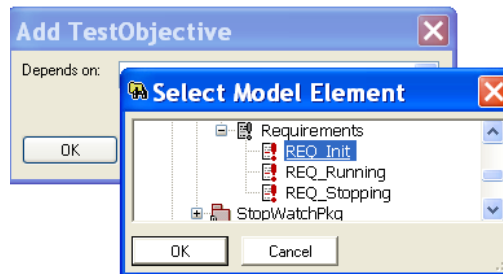 Add TestObjective
Depends on:
Select Model Element
Requirements
REQ_Init
REQ_Running
REQ_Stopping
StopWatchPkg
OK
OK
Cancel